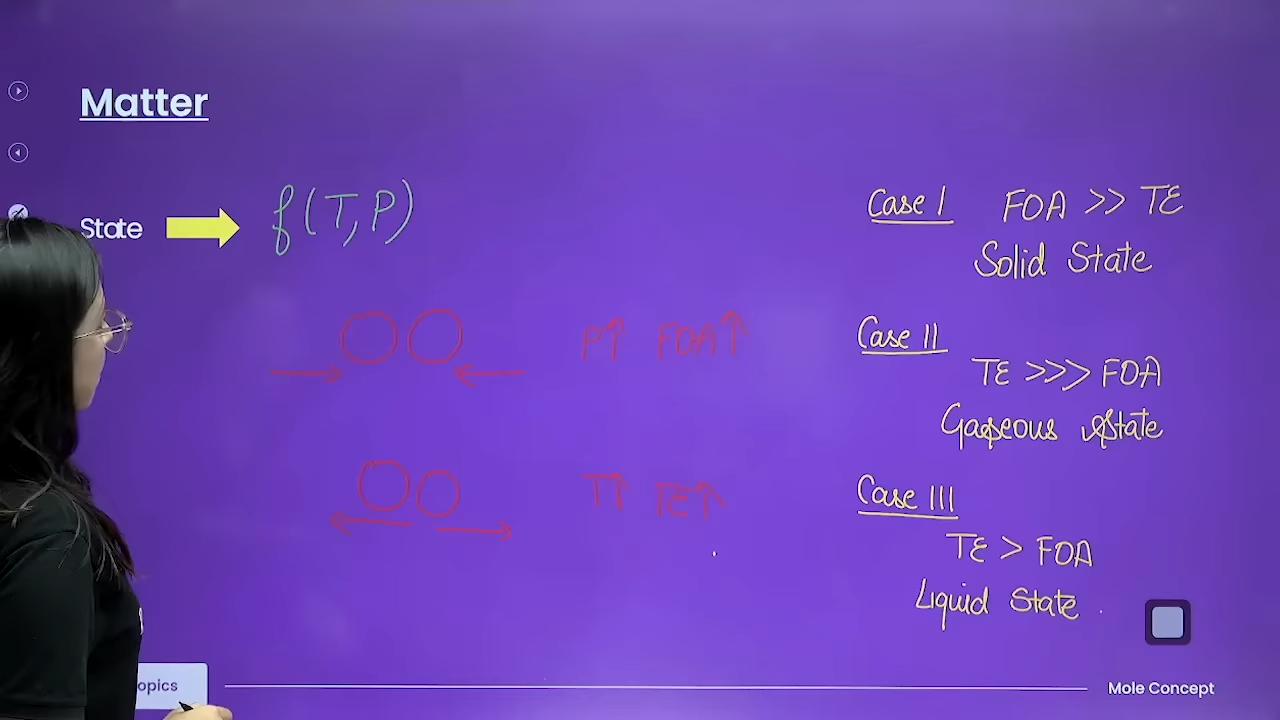 Matter
State f(T,P)
P↑ FOA↑
T↑ TE↑
Case I FOA >> TE
Solid State
Case II
TE >>> FOA
Gaseous State
Case III
TE > FOA
Liquid State
opics
Mole Concept